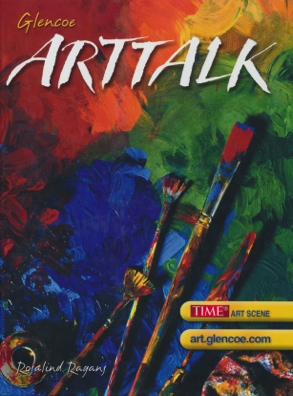 Glencoe
ARTTALK
TIME® ART SCENE
art.glencoe.com
Rosalind Ragans